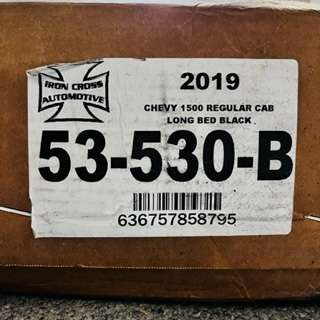 IRON CROSS
AUTOMOTIVE
2019
CHEVY 1500 REGULAR CAB
LONG BED BLACK
53-530-B
636757858795